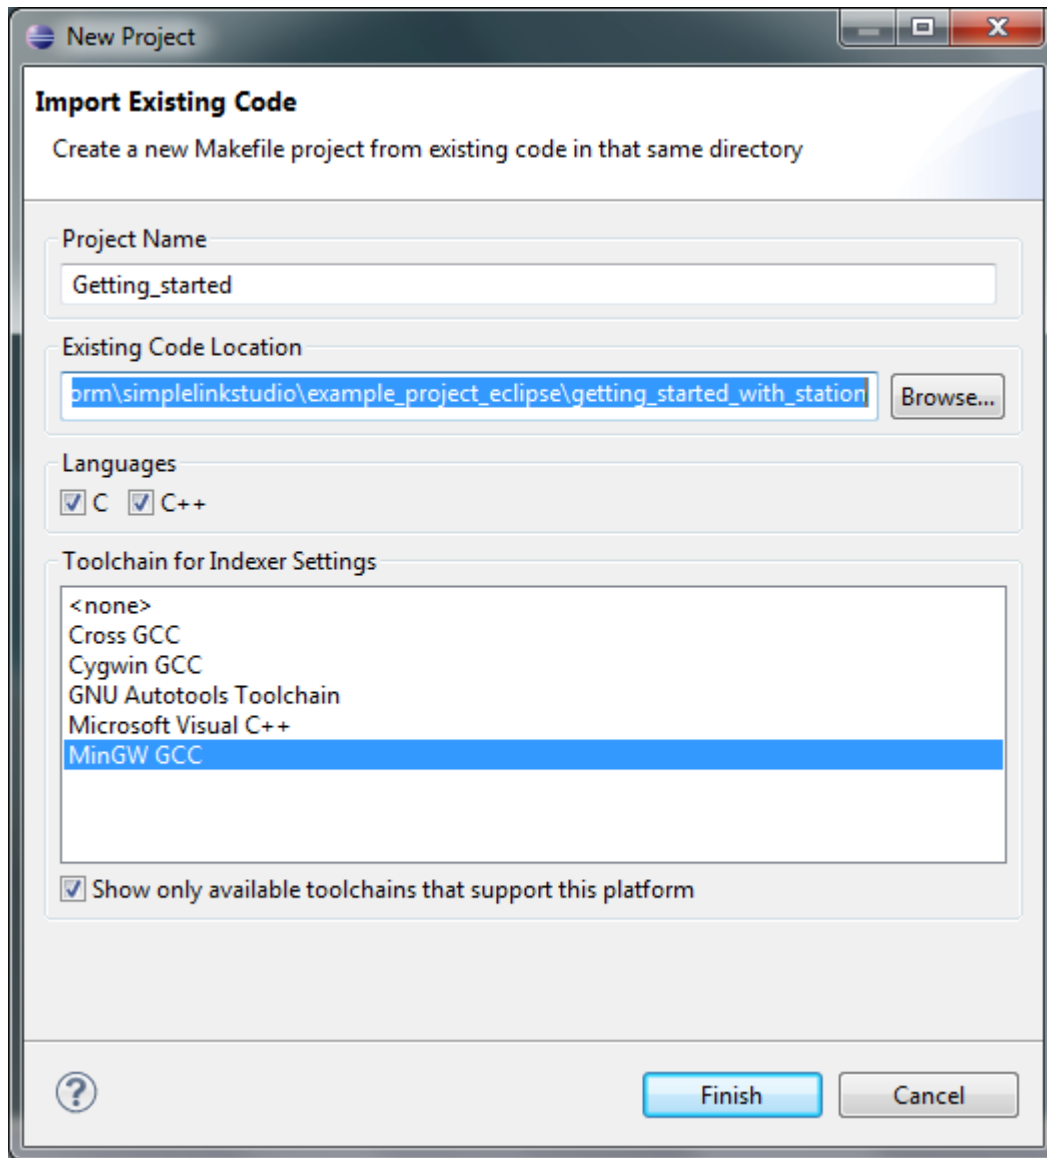 New Project
Import Existing Code
Create a new Makefile project from existing code in that same directory
Project Name
Getting_started
Existing Code Location
orm\simplelinkstudio\example_project_eclipse\getting_started_with_station
Browse...
Languages
C C++
Toolchain for Indexer Settings
<none>
Cross GCC
Cygwin GCC
GNU Autotools Toolchain
Microsoft Visual C++
MinGW GCC
Show only available toolchains that support this platform
? Finish Cancel